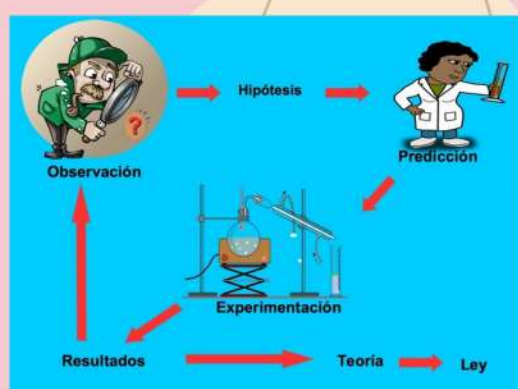 Hipótesis
Observación
Predicción
Experimentación
Resultados
Teoría
Ley